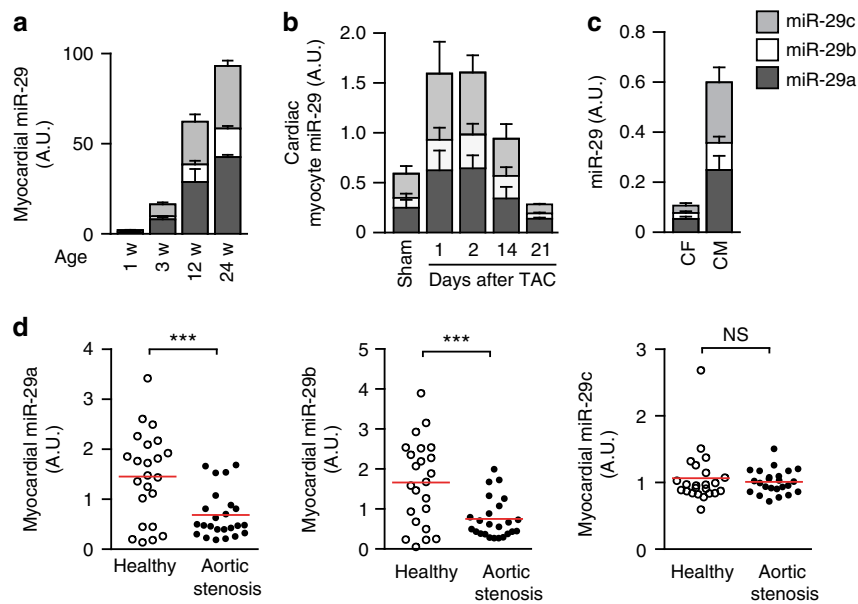 a
Myocardial miR-29
(A.U.)
100
50
0
Age
1 w
3 w
12 w
24 w
b
Cardiac
myocyte miR-29 (A.U.)
2.0
1.5
1.0
0.5
0
Sham
1
2
14
21
Days after TAC
c
miR-29 (A.U.)
0.8
0.6
0.4
0.2
0
CF
CM
miR-29c
miR-29b
miR-29a
d
Myocardial miR-29a
(A.U.)
4
3
2
1
0
***
Healthy
Aortic
stenosis
Myocardial miR-29b
(A.U.)
5
4
3
2
1
0
***
Healthy
Aortic
stenosis
Myocardial miR-29c
(A.U.)
3
2
1
0
NS
Healthy
Aortic
stenosis